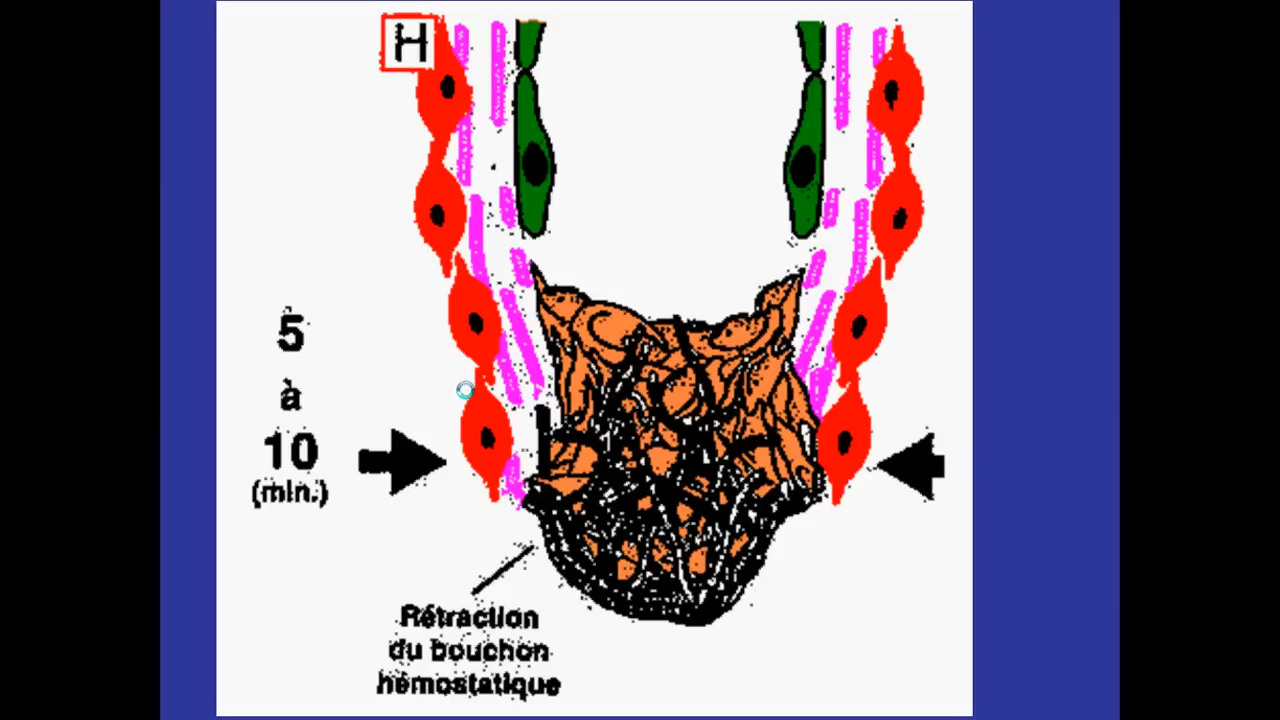 H
5
à
10
(min.)
Rétraction
du bouchon
hémostatique